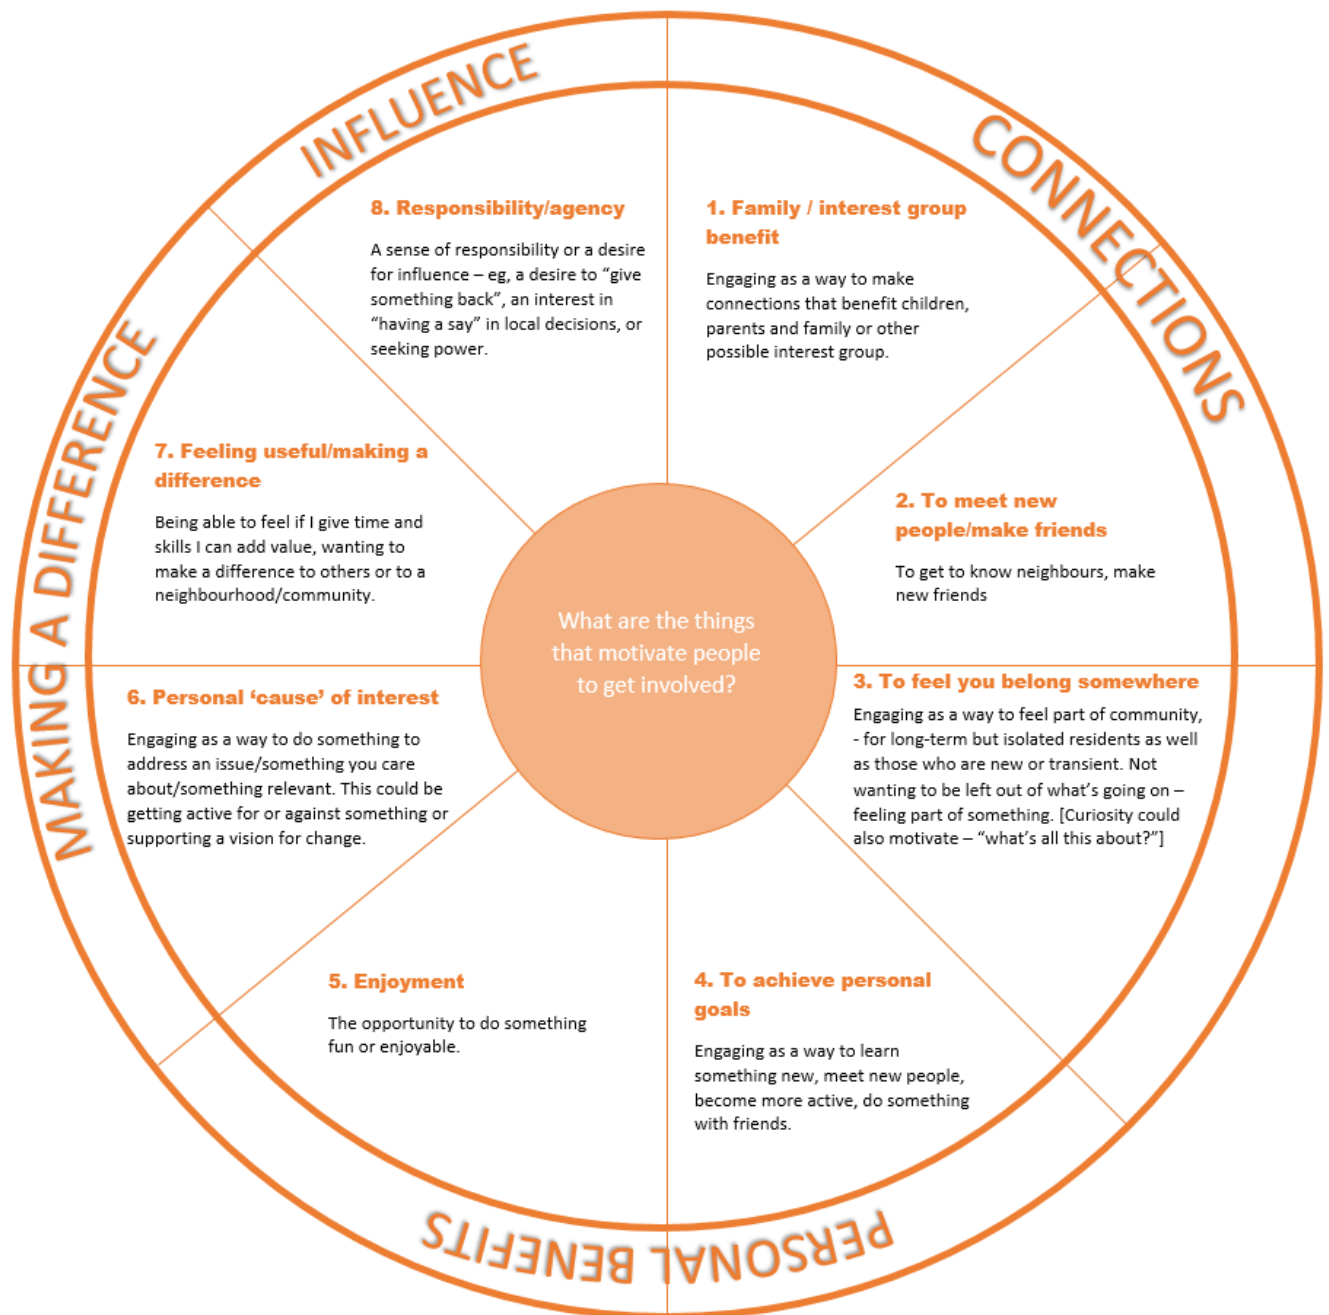 INFLUENCE
CONNECTIONS
PERSONAL BENEFITS
MAKING A DIFFERENCE
What are the things
that motivate people
to get involved?
1. Family / interest group
benefit
Engaging as a way to make
connections that benefit children,
parents and family or other
possible interest group.
2. To meet new
people/make friends
To get to know neighbours, make
new friends
3. To feel you belong somewhere
Engaging as a way to feel part of community,
- for long-term but isolated residents as well
as those who are new or transient. Not
wanting to be left out of what’s going on –
feeling part of something. [Curiosity could
also motivate – “what’s all this about?”]
4. To achieve personal
goals
Engaging as a way to learn
something new, meet new people,
become more active, do something
with friends.
5. Enjoyment
The opportunity to do something
fun or enjoyable.
6. Personal ‘cause’ of interest
Engaging as a way to do something to
address an issue/something you care
about/something relevant. This could be
getting active for or against something or
supporting a vision for change.
7. Feeling useful/making a
difference
Being able to feel if I give time and
skills I can add value, wanting to
make a difference to others or to a
neighbourhood/community.
8. Responsibility/agency
A sense of responsibility or a desire
for influence – eg, a desire to “give
something back”, an interest in
“having a say” in local decisions, or
seeking power.